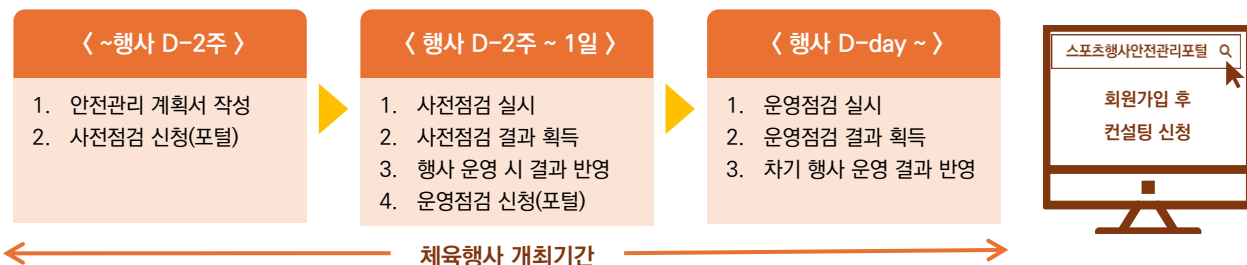 〈 ~행사 D-2주 〉
1. 안전관리 계획서 작성
2. 사전점검 신청(포털)
〈 행사 D-2주 ~ 1일 〉
1. 사전점검 실시
2. 사전점검 결과 획득
3. 행사 운영 시 결과 반영
4. 운영점검 신청(포털)
〈 행사 D-day ~ 〉
1. 운영점검 실시
2. 운영점검 결과 획득
3. 차기 행사 운영 결과 반영
스포츠행사안전관리포털
회원가입 후
컨설팅 신청
체육행사 개최기간